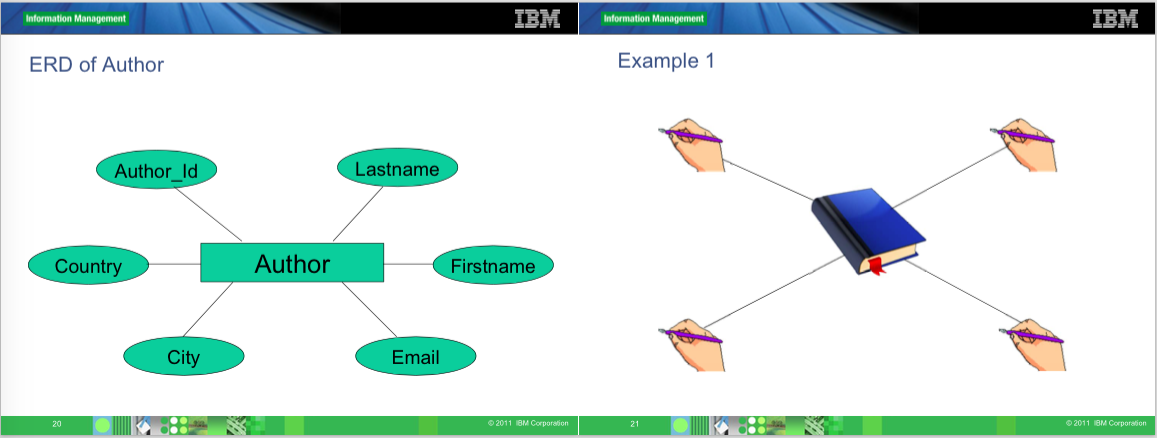 Information Management
IBM
ERD of Author
Author_Id
Lastname
Country
Author
Firstname
City
Email
20
© 2011 IBM Corporation
Information Management
IBM
Example 1
21
© 2011 IBM Corporation